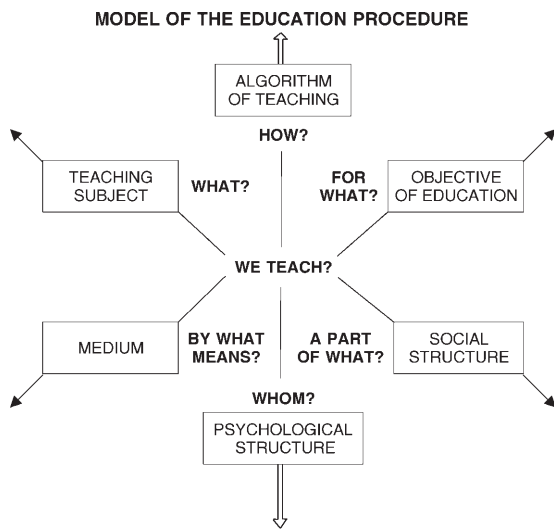 MODEL OF THE EDUCATION PROCEDURE
ALGORITHM
OF TEACHING
HOW?
TEACHING
SUBJECT
WHAT?
FOR
WHAT?
OBJECTIVE
OF EDUCATION
WE TEACH?
MEDIUM
BY WHAT
MEANS?
A PART
OF WHAT?
SOCIAL
STRUCTURE
WHOM?
PSYCHOLOGICAL
STRUCTURE